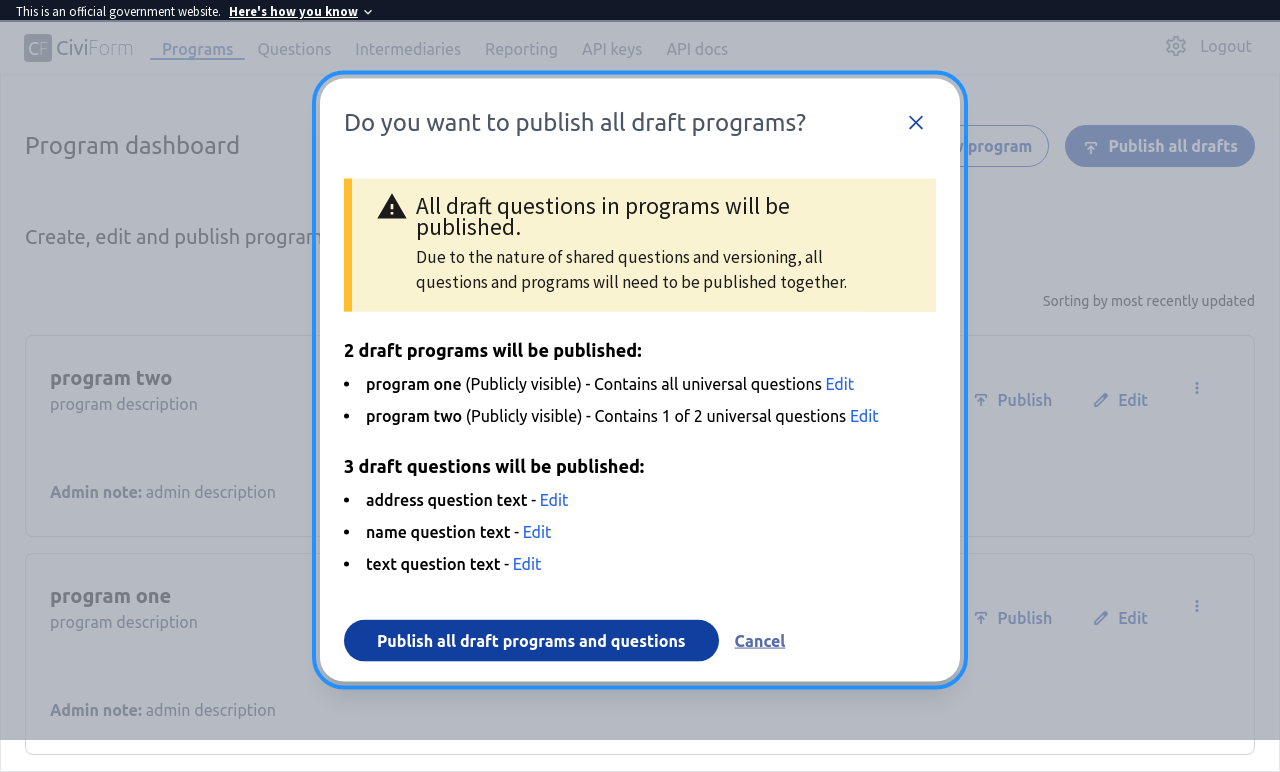 This is an official government website. Here's how you know
CF CiviForm Programs Questions Intermediaries Reporting API keys API docs Logout
Do you want to publish all draft programs?
Program dashboard
program
Publish all drafts
All draft questions in programs will be
published.
Due to the nature of shared questions and versioning, all
questions and programs will need to be published together.
Create, edit and publish program
Sorting by most recently updated
2 draft programs will be published:
program one (Publicly visible) - Contains all universal questions Edit
program two (Publicly visible) - Contains 1 of 2 universal questions Edit
3 draft questions will be published:
address question text - Edit
name question text - Edit
text question text - Edit
Publish all draft programs and questions Cancel
program two
program description
Publish Edit
Admin note: admin description
program one
program description
Publish Edit
Admin note: admin description